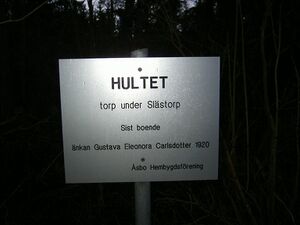 HULTET
torp under Slästorp
Sist boende
änkan Gustava Eleonora Carlsdotter 1920
Åsbo Hembygdsförening